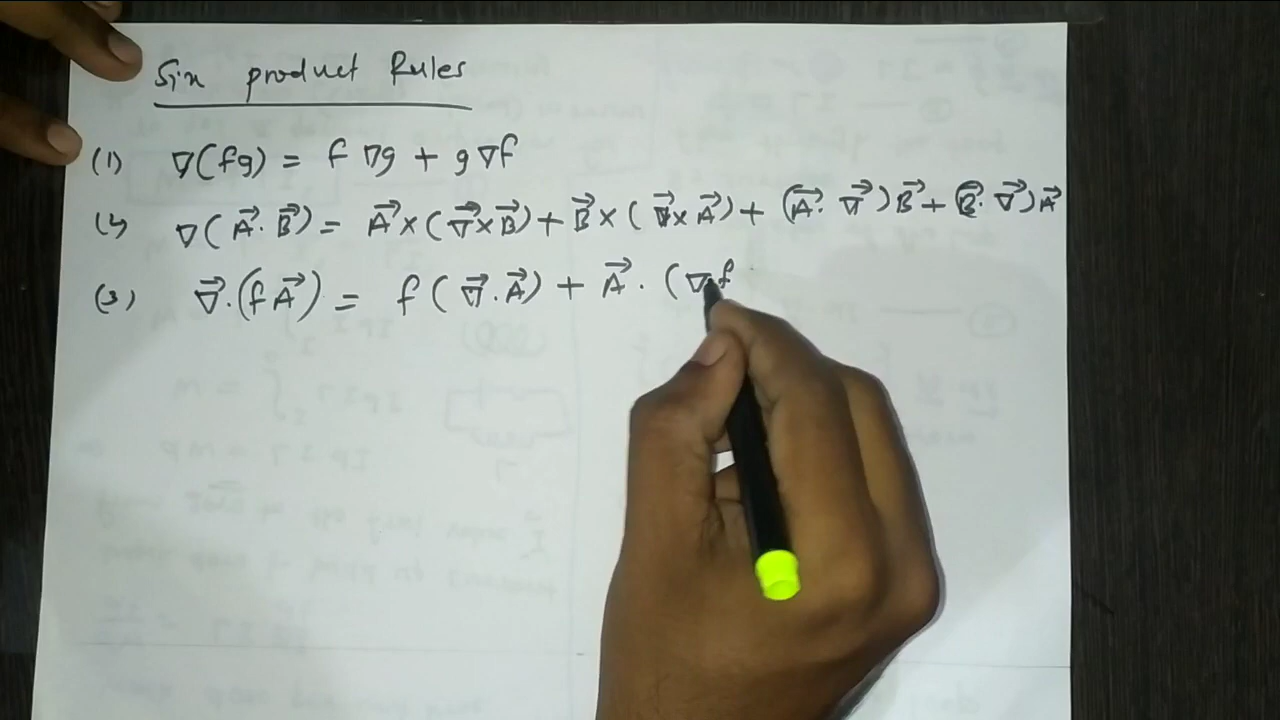 Six product Rules
(1) ∇(fg) = f ∇g + g∇f
(2) ∇(A⃗·B⃗) = A⃗×(∇⃗×B⃗)+B⃗×(∇⃗×A⃗)+(A⃗·∇⃗)B⃗+(B⃗·∇⃗)A⃗
(3) ∇⃗.(fA⃗) = f(∇⃗.A⃗) + A⃗.(∇f